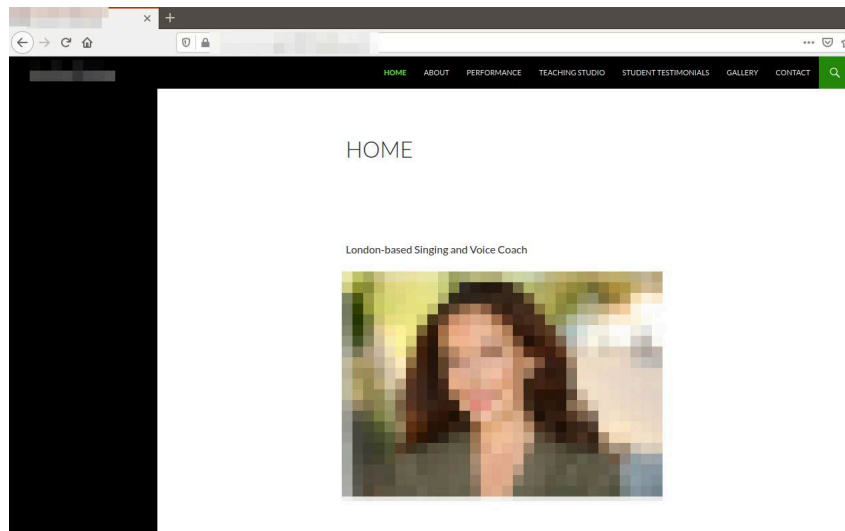 HOME ABOUT PERFORMANCE TEACHING STUDIO STUDENT TESTIMONIALS GALLERY CONTACT
HOME
London-based Singing and Voice Coach